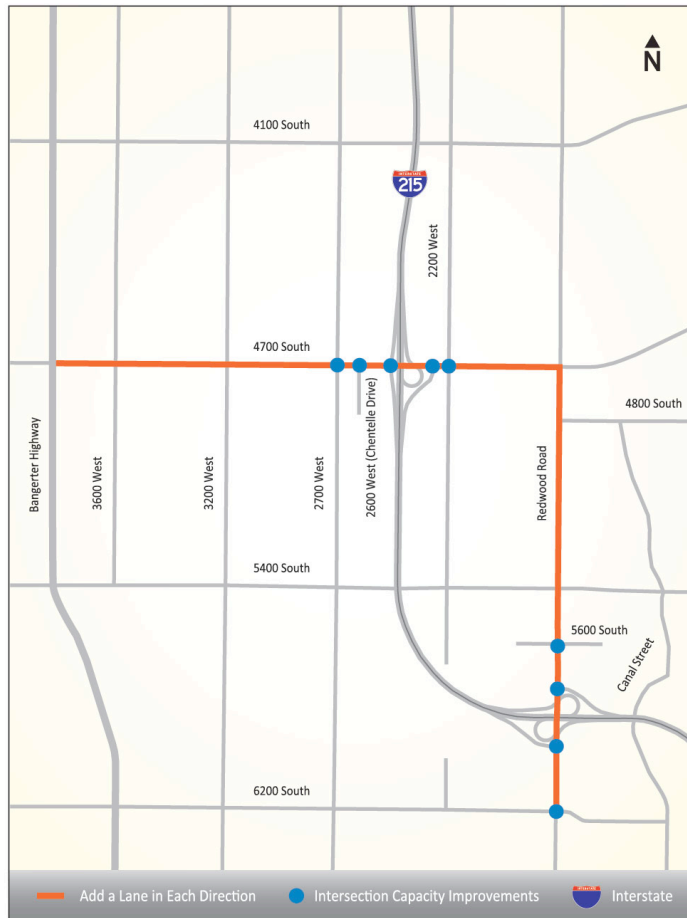 N
4100 South
INTERSTATE
215
2200 West
4700 South
4800 South
Bangerter Highway
3600 West
3200 West
2700 West
2600 West (Chentelle Drive)
Redwood Road
5400 South
5600 South
Canal Street
6200 South
Add a Lane in Each Direction
Intersection Capacity Improvements
Interstate